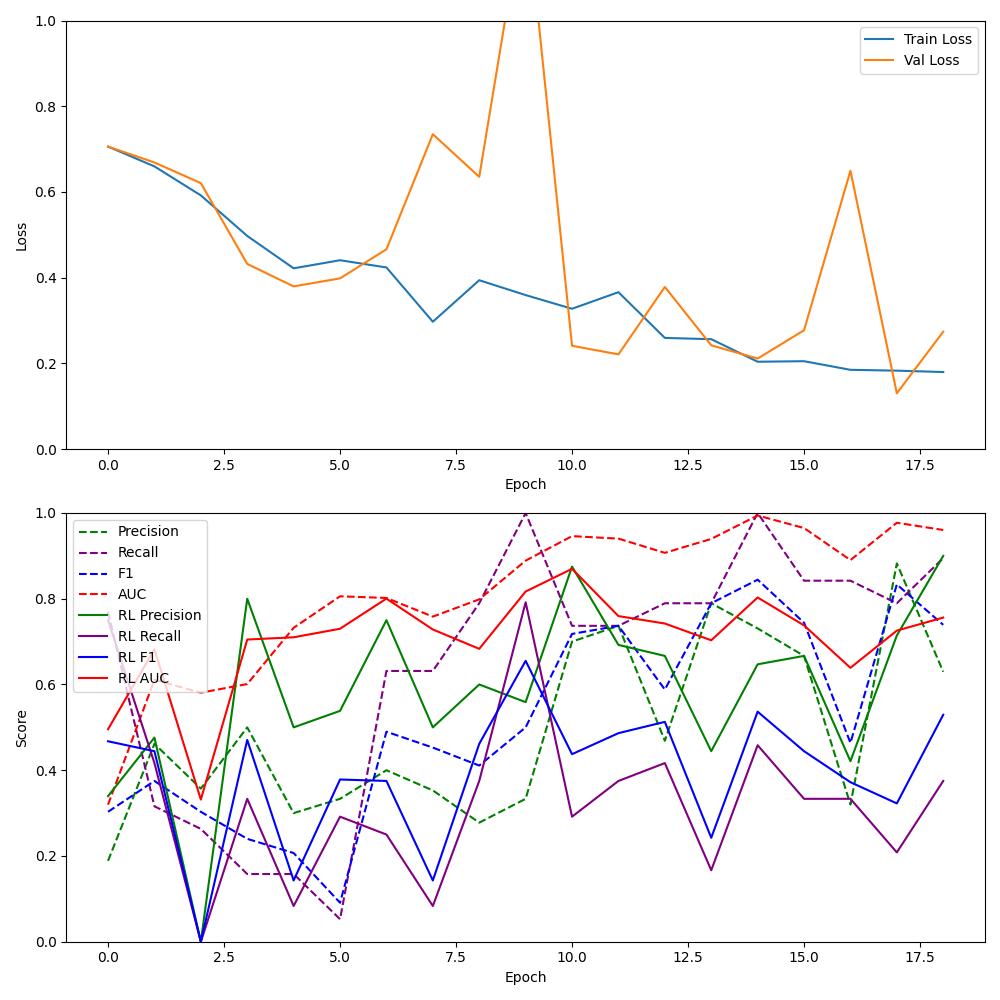 1.0
0.8
0.6
0.4
0.2
0.0
Loss
Train Loss
Val Loss
0.0 2.5 5.0 7.5 10.0 12.5 15.0 17.5
Epoch
1.0
0.8
0.6
0.4
0.2
0.0
Score
Precision
Recall
F1
AUC
RL Precision
RL Recall
RL F1
RL AUC
0.0 2.5 5.0 7.5 10.0 12.5 15.0 17.5
Epoch